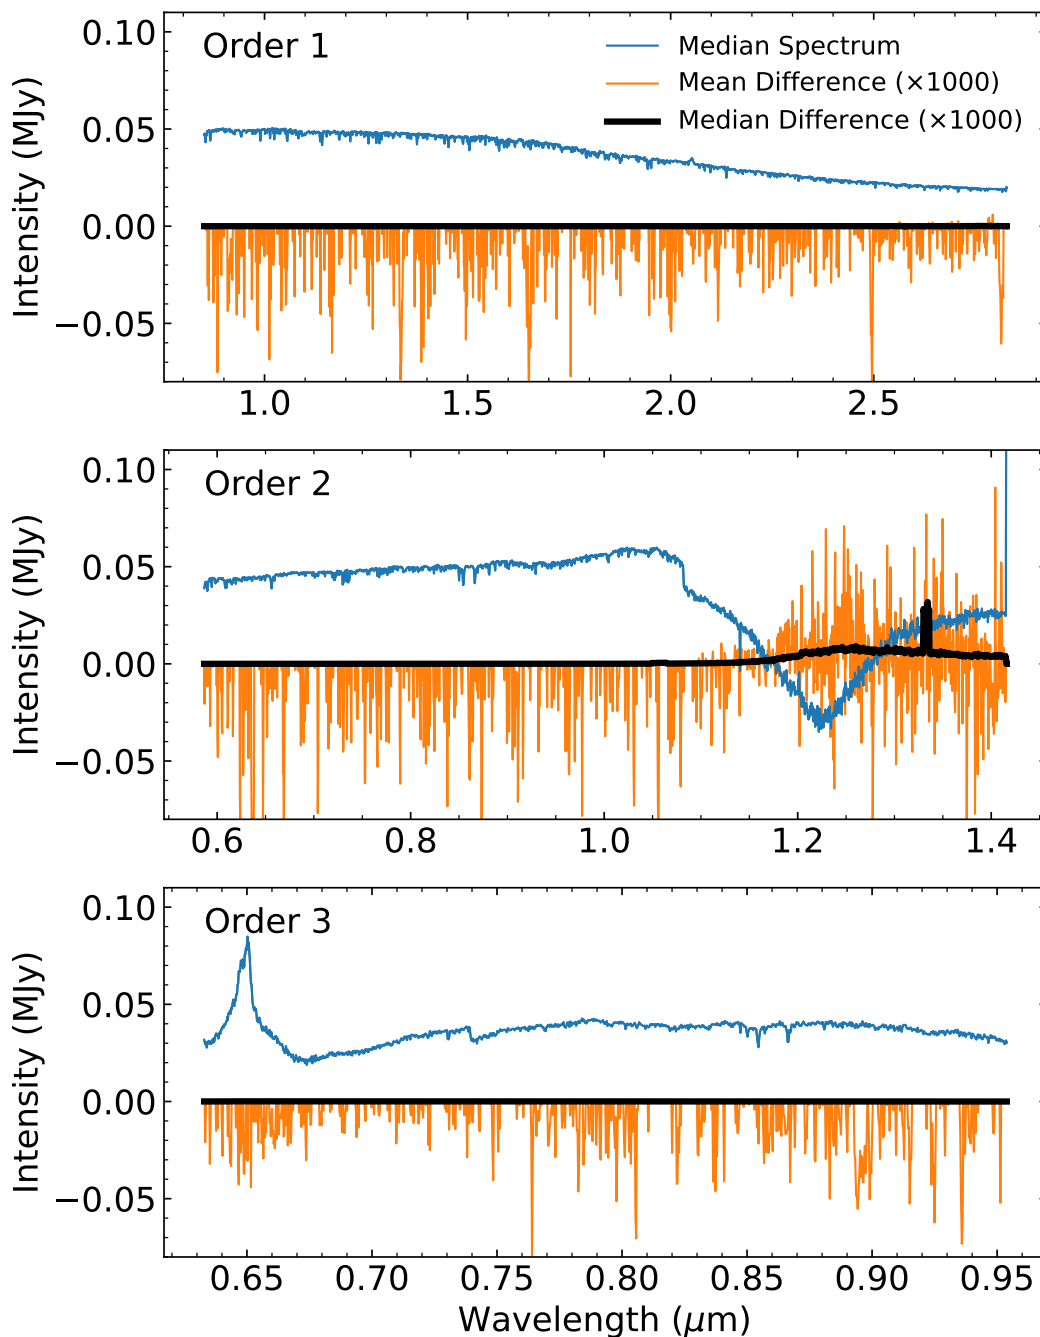 Order 1
Median Spectrum
Mean Difference (×1000)
Median Difference (×1000)
Intensity (MJy)
0.10
0.05
0.00
−0.05
1.0 1.5 2.0 2.5
Order 2
Intensity (MJy)
0.10
0.05
0.00
−0.05
0.6 0.8 1.0 1.2 1.4
Order 3
Intensity (MJy)
0.10
0.05
0.00
−0.05
0.65 0.70 0.75 0.80 0.85 0.90 0.95
Wavelength (μm)